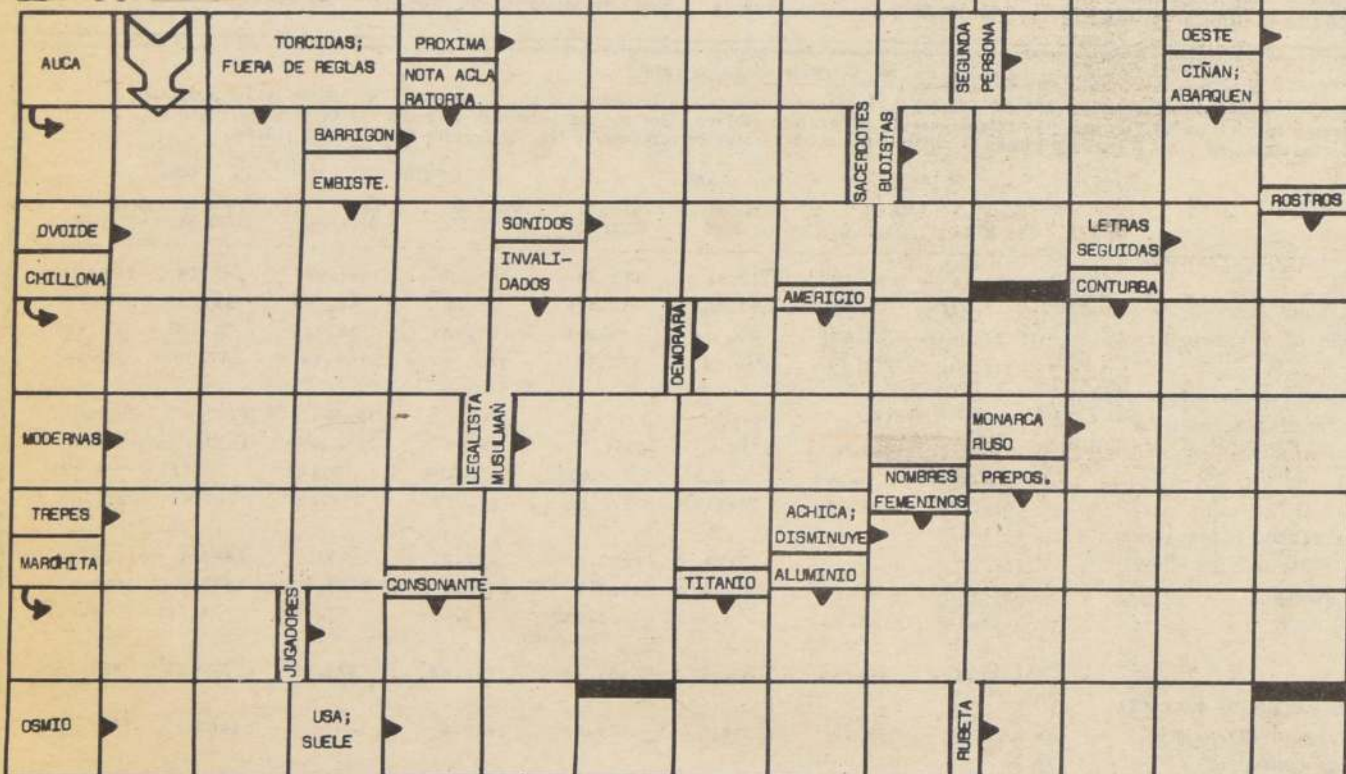 AUCA
TORCIDAS;
FUERA DE REGLAS
PROXIMA
NOTA ACLA
RATORIA.
SEGUNDA
PERSONA
OESTE
CIÑAN;
ABARQUEN
BARRIGON
EMBISTE.
SACERDOTES
BUDISTAS
ROSTROS
OVOIDE
CHILLONA
SONIDOS
INVALI-
DADOS
LETRAS
SEGUIDAS
CONTURBA
AMERICIO
DEMORARA
MODERNAS
LEGALISTA
MUSULMAÑ
MONARCA
RUSO
PREPOS.
NOMBRES
FEMENINOS
TREPES
MARCHITA
ACHICA;
DISMINUYE
ALUMINIO
CONSONANTE
TITANIO
JUGADORES
OSMIO
USA;
SUELE
RUBETA